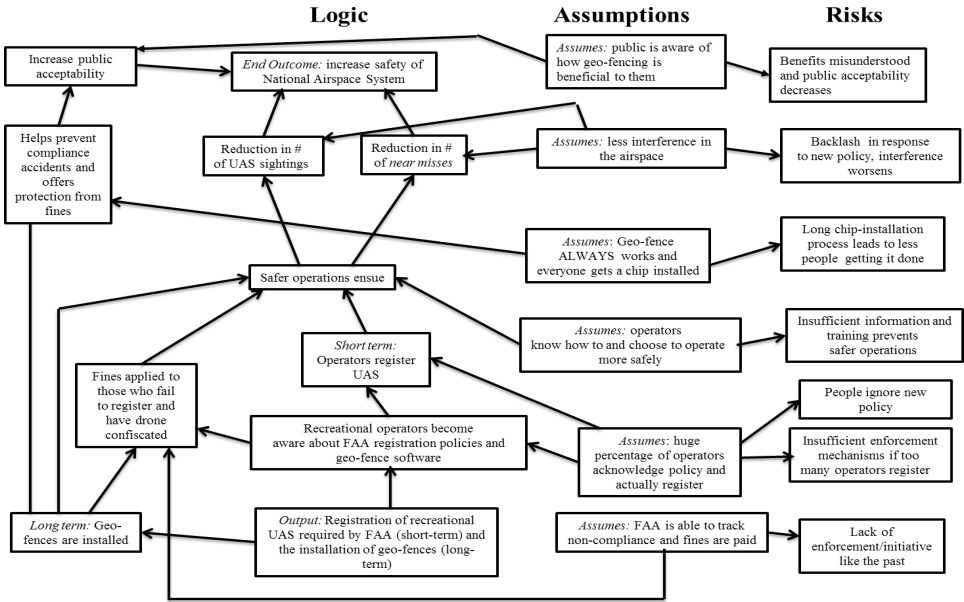 Logic
Assumptions
Risks
Increase public
acceptability
End Outcome: increase safety of
National Airspace System
Assumes: public is aware of
how geo-fencing is
beneficial to them
Benefits misunderstood
and public acceptability
decreases
Helps prevent
compliance
accidents and
offers
protection from
fines
Reduction in #
of UAS sightings
Reduction in #
of near misses
Assumes: less interference in
the airspace
Backlash in response
to new policy, interference
worsens
Assumes: Geo-fence
ALWAYS works and
everyone gets a chip installed
Long chip-installation
process leads to less
people getting it done
Safer operations ensue
Short term:
Operators register
UAS
Assumes: operators
know how to and choose to operate
more safely
Insufficient information and
training prevents
safer operations
Fines applied to
those who fail
to register and
have drone
confiscated
Recreational operators become
aware about FAA registration policies and
geo-fence software
Assumes: huge
percentage of operators
acknowledge policy and
actually register
People ignore new
policy
Insufficient enforcement
mechanisms if too
many operators register
Long term: Geo-
fences are installed
Output: Registration of recreational
UAS required by FAA (short-term) and
the installation of geo-fences (long-
term)
Assumes: FAA is able to track
non-compliance and fines are paid
Lack of
enforcement/initiative
like the past